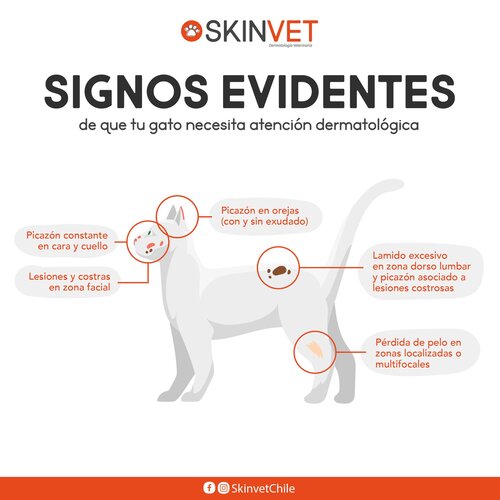 SKINVET
Dermatología Veterinaria
SIGNOS EVIDENTES
de que tu gato necesita atención dermatológica
Picazón en orejas
(con y sin exudado)
Picazón constante
en cara y cuello
Lesiones y costras
en zona facial
Lamido excesivo
en zona dorso lumbar
y picazón asociado a
lesiones costrosas
Pérdida de pelo en
zonas localizadas o
multifocales
SkinvetChile